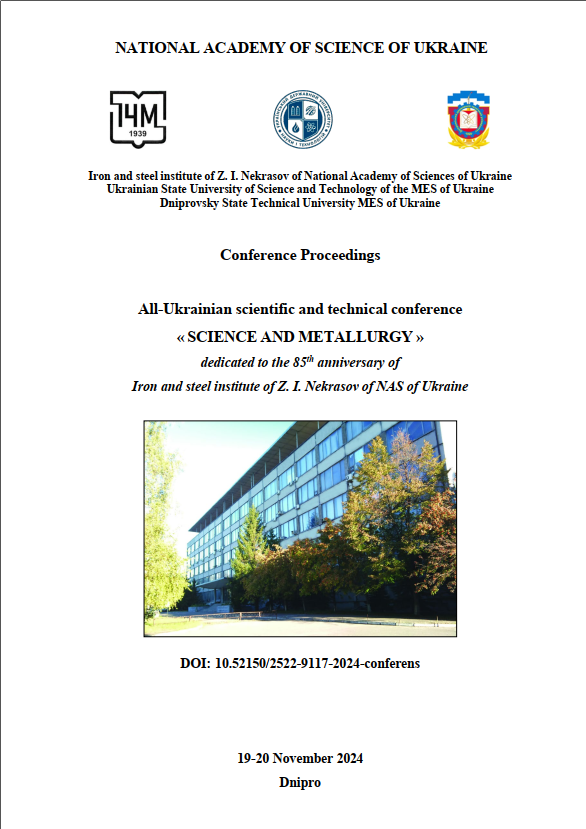 NATIONAL ACADEMY OF SCIENCE OF UKRAINE
ІЧМ
1939
Iron and steel institute of Z. I. Nekrasov of National Academy of Sciences of Ukraine
Ukrainian State University of Science and Technology of the MES of Ukraine
Dniprovsky State Technical University MES of Ukraine
Conference Proceedings
All-Ukrainian scientific and technical conference
« SCIENCE AND METALLURGY »
dedicated to the 85th anniversary of
Iron and steel institute of Z. I. Nekrasov of NAS of Ukraine
DOI: 10.52150/2522-9117-2024-conferens
19-20 November 2024
Dnipro